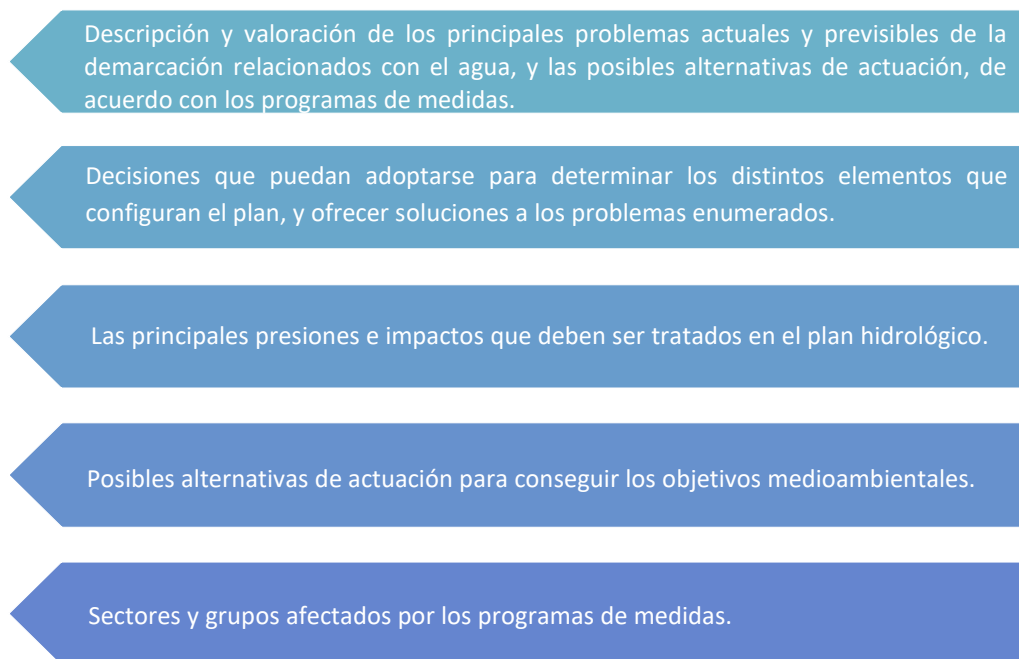 Descripción y valoración de los principales problemas actuales y previsibles de la
demarcación relacionados con el agua, y las posibles alternativas de actuación, de
acuerdo con los programas de medidas.
Decisiones que puedan adoptarse para determinar los distintos elementos que
configuran el plan, y ofrecer soluciones a los problemas enumerados.
Las principales presiones e impactos que deben ser tratados en el plan hidrológico.
Posibles alternativas de actuación para conseguir los objetivos medioambientales.
Sectores y grupos afectados por los programas de medidas.